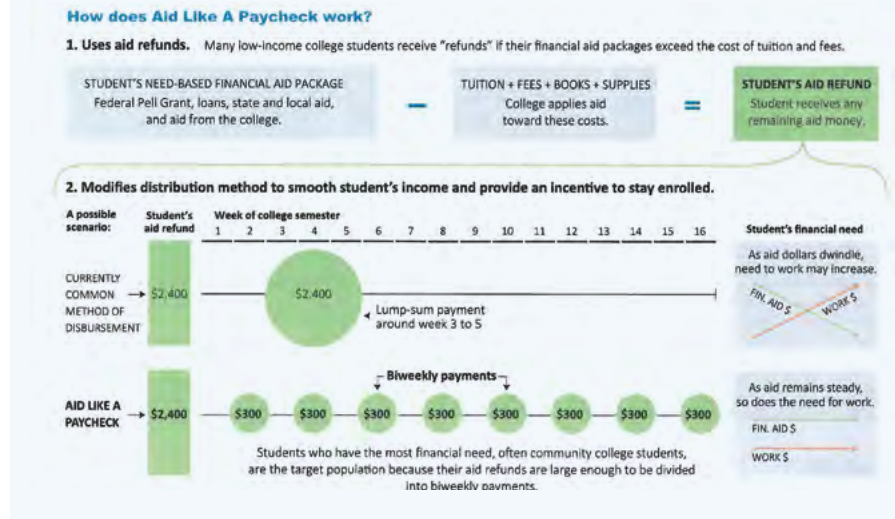 How does Aid Like A Paycheck work?
1. Uses aid refunds. Many low-income college students receive "refunds" if their financial aid packages exceed the cost of tuition and fees.
STUDENT'S NEED-BASED FINANCIAL AID PACKAGE
Federal Pell Grant, loans, state and local aid,
and aid from the college.
–
TUITION + FEES + BOOKS + SUPPLIES
College applies aid
toward these costs.
=
STUDENT'S AID REFUND
Student receives any
remaining aid money.
2. Modifies distribution method to smooth student's income and provide an incentive to stay enrolled.
A possible
scenario:
Student's
aid refund
Week of college semester
1 2 3 4 5 6 7 8 9 10 11 12 13 14 15 16
Student's financial need
CURRENTLY
COMMON
METHOD OF
DISBURSEMENT
$2,400
$2,400
Lump-sum payment
around week 3 to 5
As aid dollars dwindle,
need to work may increase.
FIN. AID $
WORK $
AID LIKE A
PAYCHECK
$2,400
Biweekly payments
$300 $300 $300 $300 $300 $300 $300 $300
Students who have the most financial need, often community college students,
are the target population because their aid refunds are large enough to be divided
into biweekly payments.
As aid remains steady,
so does the need for work.
FIN. AID $
WORK $